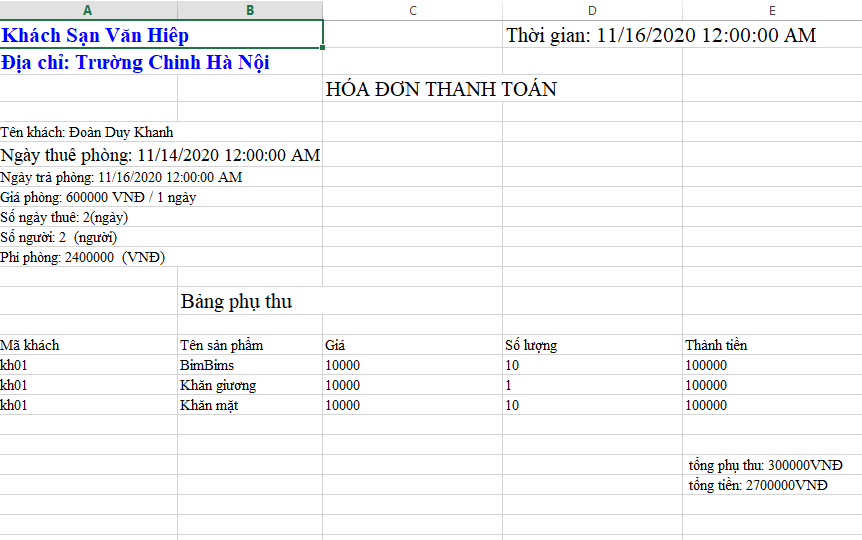 A B C D E
Khách Sạn Văn Hiệp Thời gian: 11/16/2020 12:00:00 AM
Địa chỉ: Trường Chinh Hà Nội
HÓA ĐƠN THANH TOÁN
Tên khách: Đoàn Duy Khanh
Ngày thuê phòng: 11/14/2020 12:00:00 AM
Ngày trả phòng: 11/16/2020 12:00:00 AM
Giá phòng: 600000 VNĐ / 1 ngày
Số ngày thuê: 2(ngày)
Số người: 2 (người)
Phí phòng: 2400000 (VNĐ)
Bảng phụ thu
Mã khách Tên sản phẩm Giá Số lượng Thành tiền
kh01 BimBims 10000 10 100000
kh01 Khăn giương 10000 1 100000
kh01 Khăn mặt 10000 10 100000
tổng phụ thu: 300000VNĐ
tổng tiền: 2700000VNĐ